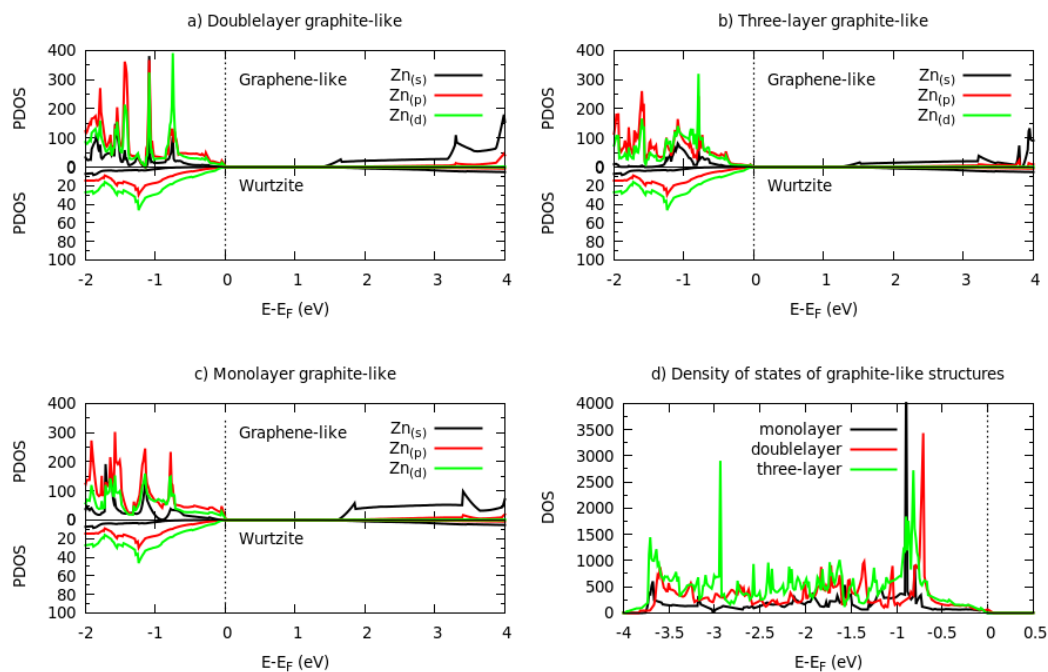 a) Doublelayer graphite-like
400
300
200
100
0
0
20
40
60
80
100
PDOS
PDOS
Graphene-like
Zn(s)
Zn(p)
Zn(d)
Wurtzite
-2 -1 0 1 2 3 4
E-EF (eV)
b) Three-layer graphite-like
400
300
200
100
0
0
20
40
60
80
100
PDOS
PDOS
Graphene-like
Zn(s)
Zn(p)
Zn(d)
Wurtzite
-2 -1 0 1 2 3 4
E-EF (eV)
c) Monolayer graphite-like
400
300
200
100
0
0
20
40
60
80
100
PDOS
PDOS
Graphene-like
Zn(s)
Zn(p)
Zn(d)
Wurtzite
-2 -1 0 1 2 3 4
E-EF (eV)
d) Density of states of graphite-like structures
4000
3500
3000
2500
2000
1500
1000
500
0
DOS
monolayer
doublelayer
three-layer
-4 -3.5 -3 -2.5 -2 -1.5 -1 -0.5 0 0.5
E-EF (eV)